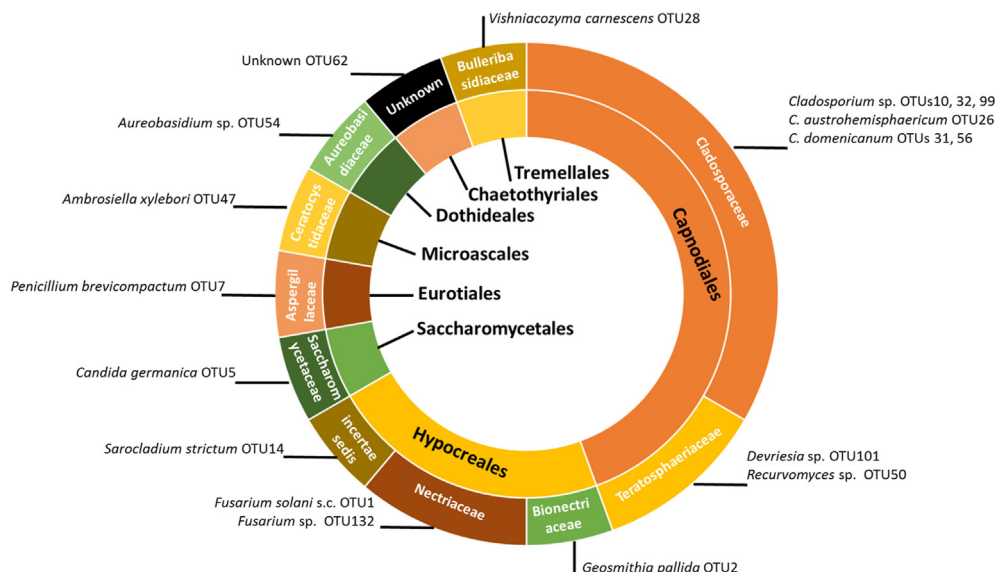 Vishniacozyma carnescens OTU28
Unknown OTU62
Bulleriba
sidiaceae
Unknown
Cladosporium sp. OTUs10, 32, 99
C. austrohemisphaericum OTU26
C. domenicanum OTUs 31, 56
Aureobasidium sp. OTU54
Aureobasi
diaceae
Cladosporaceae
Tremellales
Chaetothyriales
Dothideales
Ambrosiella xylebori OTU47
Ceratocys
tidaceae
Microascales
Capnodiales
Penicillium brevicompactum OTU7
Aspergil
laceae
Eurotiales
Saccharomycetales
Candida germanica OTU5
Saccharom
ycetaceae
Hypocreales
incertae
sedis
Sarocladium strictum OTU14
Teratosphaeriaceae
Devriesia sp. OTU101
Recurvomyces sp. OTU50
Nectriaceae
Fusarium solani s.c. OTU1
Fusarium sp. OTU132
Bionectri
aceae
Geosmithia pallida OTU2